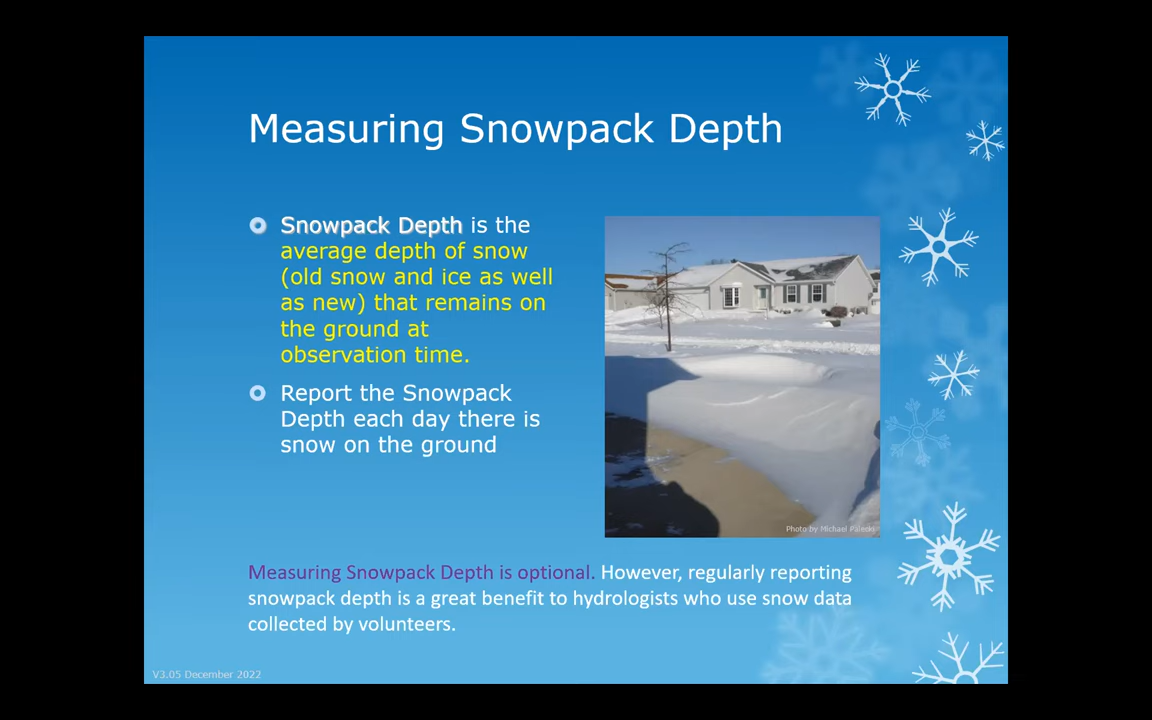 Measuring Snowpack Depth
Snowpack Depth is the
average depth of snow
(old snow and ice as well
as new) that remains on
the ground at
observation time.
Report the Snowpack
Depth each day there is
snow on the ground
Photo by Michael Paleski
Measuring Snowpack Depth is optional. However, regularly reporting
snowpack depth is a great benefit to hydrologists who use snow data
collected by volunteers.
V3.05 December 2022